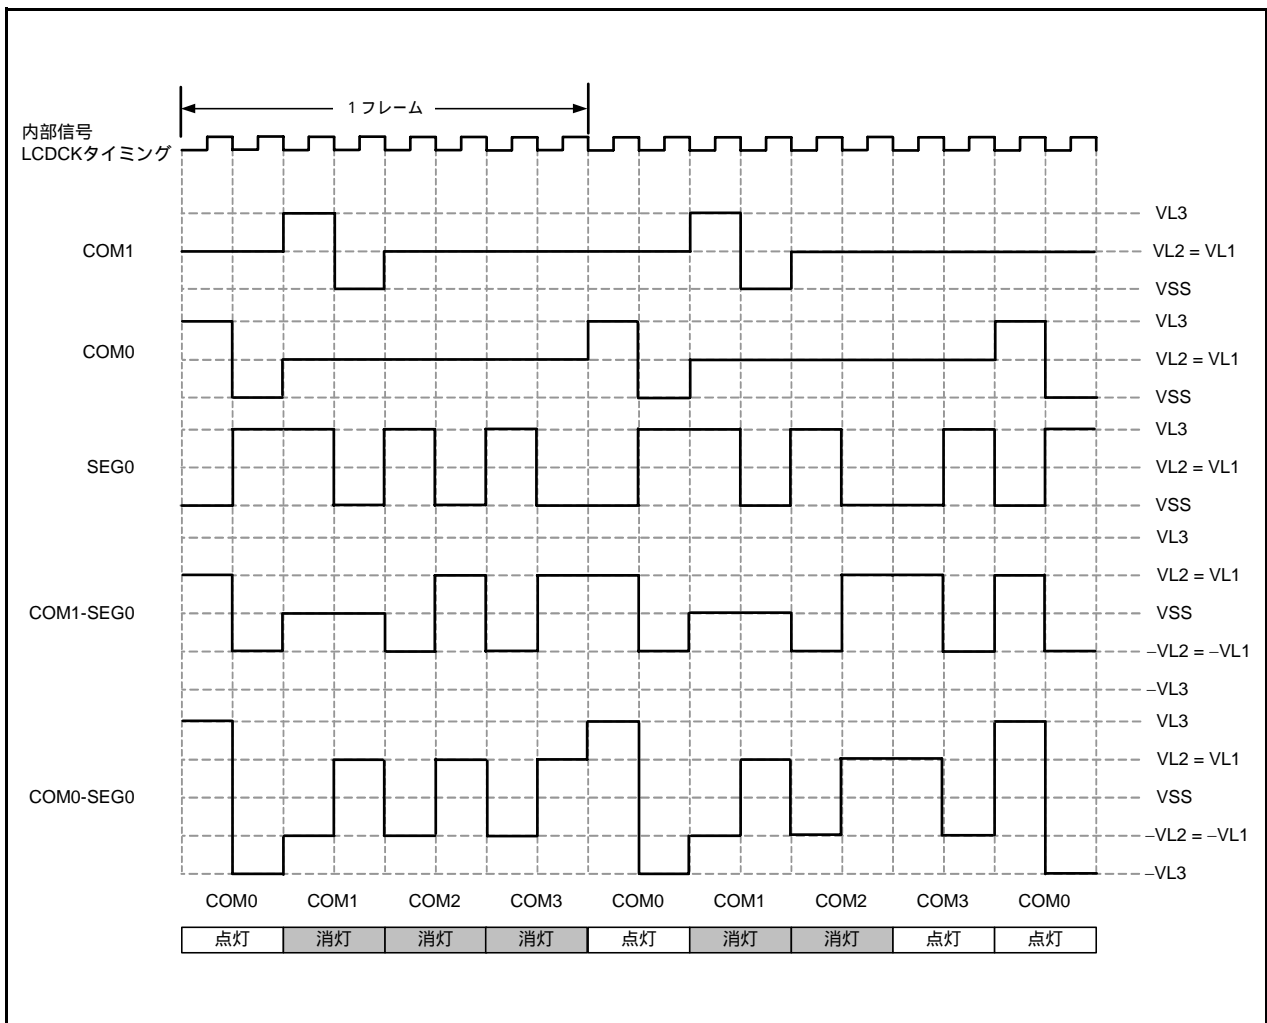 1 フレーム
内部信号
LCDCKタイミング
COM1
VL3
VL2 = VL1
VSS
COM0
VL3
VL2 = VL1
VSS
SEG0
VL3
VL2 = VL1
VSS
COM1-SEG0
VL3
VL2 = VL1
VSS
–VL2 = –VL1
–VL3
COM0-SEG0
VL3
VL2 = VL1
VSS
–VL2 = –VL1
–VL3
COM0 COM1 COM2 COM3 COM0 COM1 COM2 COM3 COM0
点灯 消灯 消灯 消灯 点灯 消灯 消灯 点灯 点灯